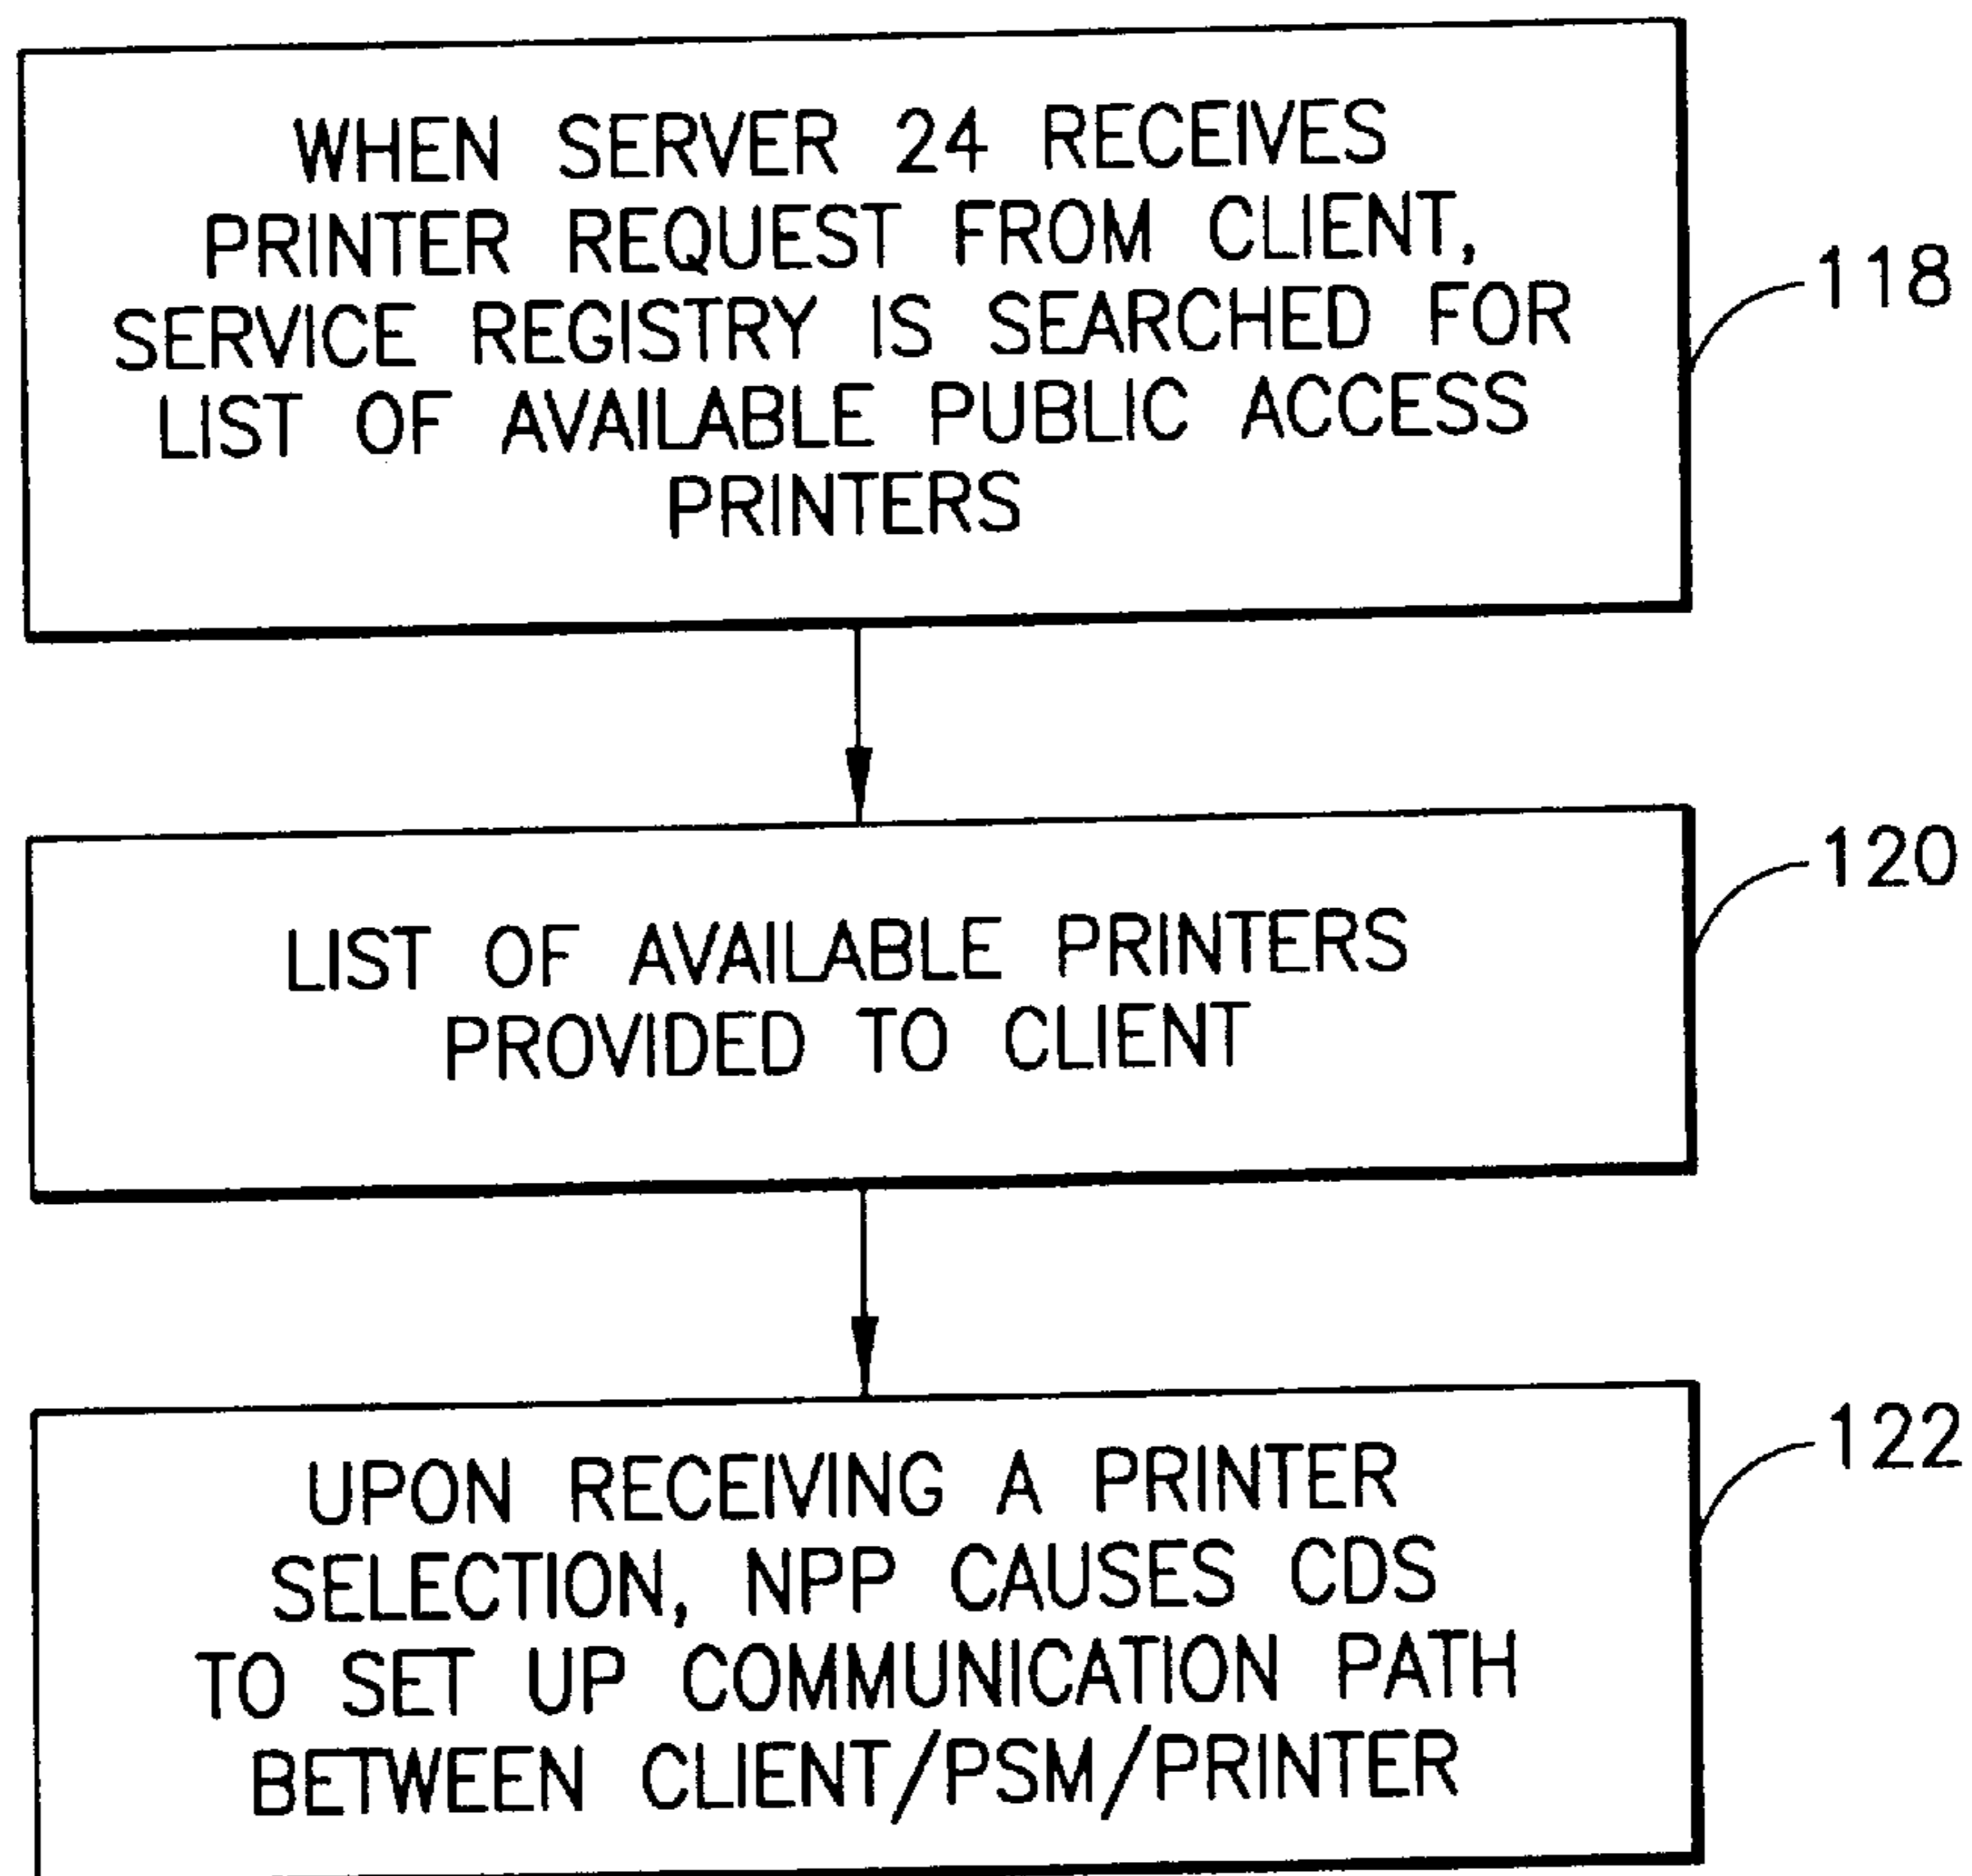 WHEN SERVER 24 RECEIVES
PRINTER REQUEST FROM CLIENT,
SERVICE REGISTRY IS SEARCHED FOR
LIST OF AVAILABLE PUBLIC ACCESS
PRINTERS
118
LIST OF AVAILABLE PRINTERS
PROVIDED TO CLIENT
120
UPON RECEIVING A PRINTER
SELECTION, NPP CAUSES CDS
TO SET UP COMMUNICATION PATH
BETWEEN CLIENT/PSM/PRINTER
122